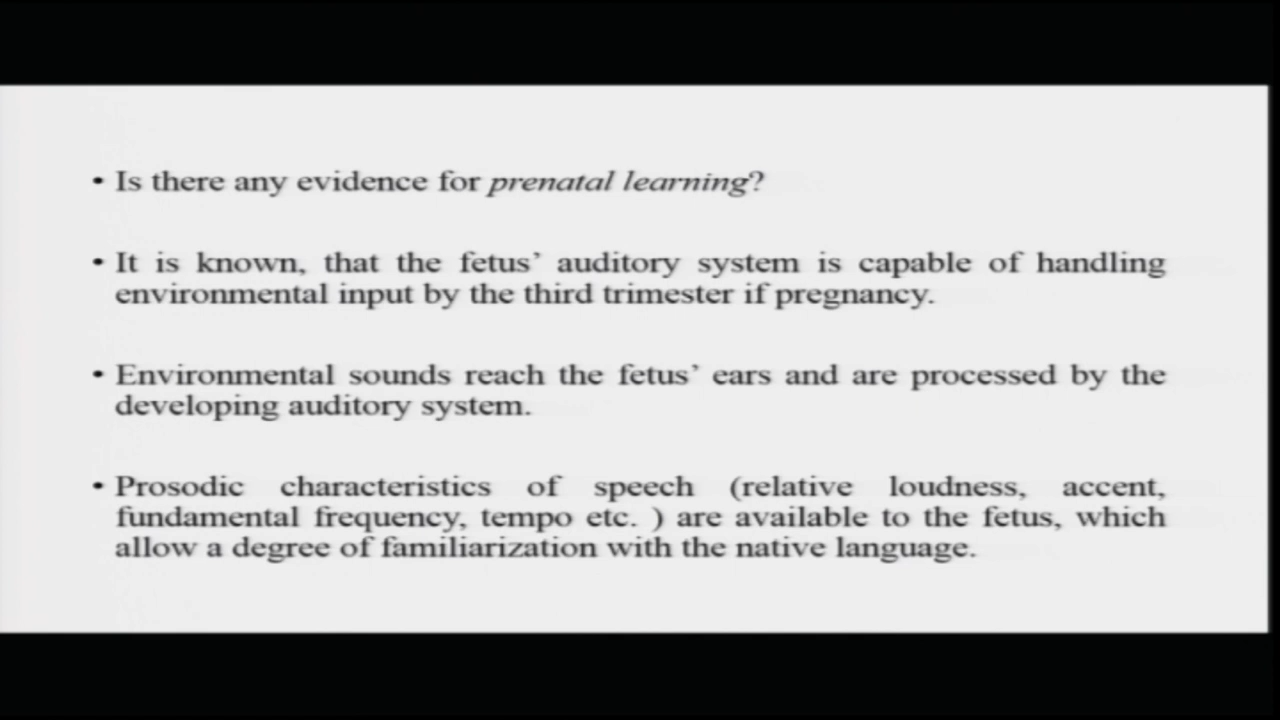 • Is there any evidence for prenatal learning?
• It is known, that the fetus’ auditory system is capable of handling
environmental input by the third trimester if pregnancy.
• Environmental sounds reach the fetus’ ears and are processed by the
developing auditory system.
• Prosodic characteristics of speech (relative loudness, accent,
fundamental frequency, tempo etc. ) are available to the fetus, which
allow a degree of familiarization with the native language.